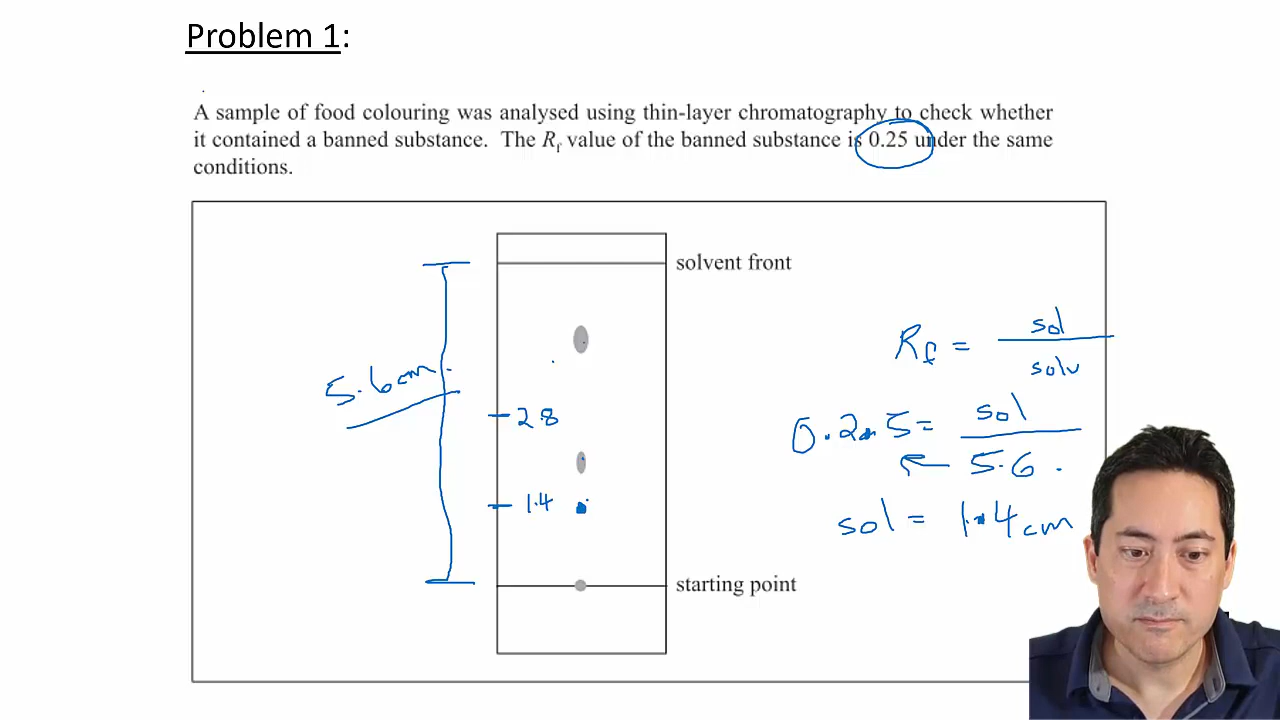 Problem 1:
A sample of food colouring was analysed using thin-layer chromatography to check whether
it contained a banned substance. The Rf value of the banned substance is 0.25 under the same
conditions.
solvent front
5.6cm
2.8
1.4
starting point
Rf = sol / solv
0.25 = sol / 5.6
sol = 1.4 cm